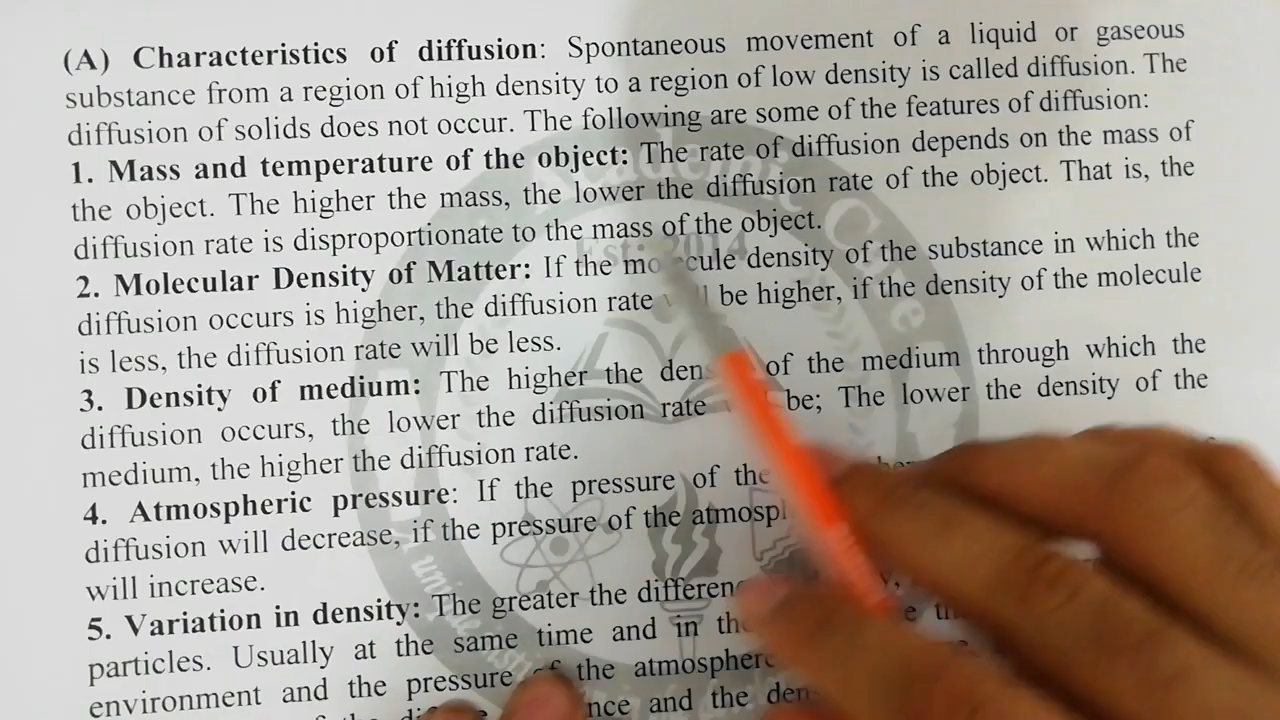 (A) Characteristics of diffusion: Spontaneous movement of a liquid or gaseous
substance from a region of high density to a region of low density is called diffusion. The
diffusion of solids does not occur. The following are some of the features of diffusion:
1. Mass and temperature of the object: The rate of diffusion depends on the mass of
the object. The higher the mass, the lower the diffusion rate of the object. That is, the
diffusion rate is disproportionate to the mass of the object.
2. Molecular Density of Matter: If the molecule density of the substance in which the
diffusion occurs is higher, the diffusion rate will be higher, if the density of the molecule
is less, the diffusion rate will be less.
3. Density of medium: The higher the density of the medium through which the
diffusion occurs, the lower the diffusion rate be; The lower the density of the
medium, the higher the diffusion rate.
4. Atmospheric pressure: If the pressure of the
diffusion will decrease, if the pressure of the
will increase.
5. Variation in density: The greater the
particles. Usually at the same time and in
environment and the pressure the atmosphere
and the
Academic Care
Est: 2014